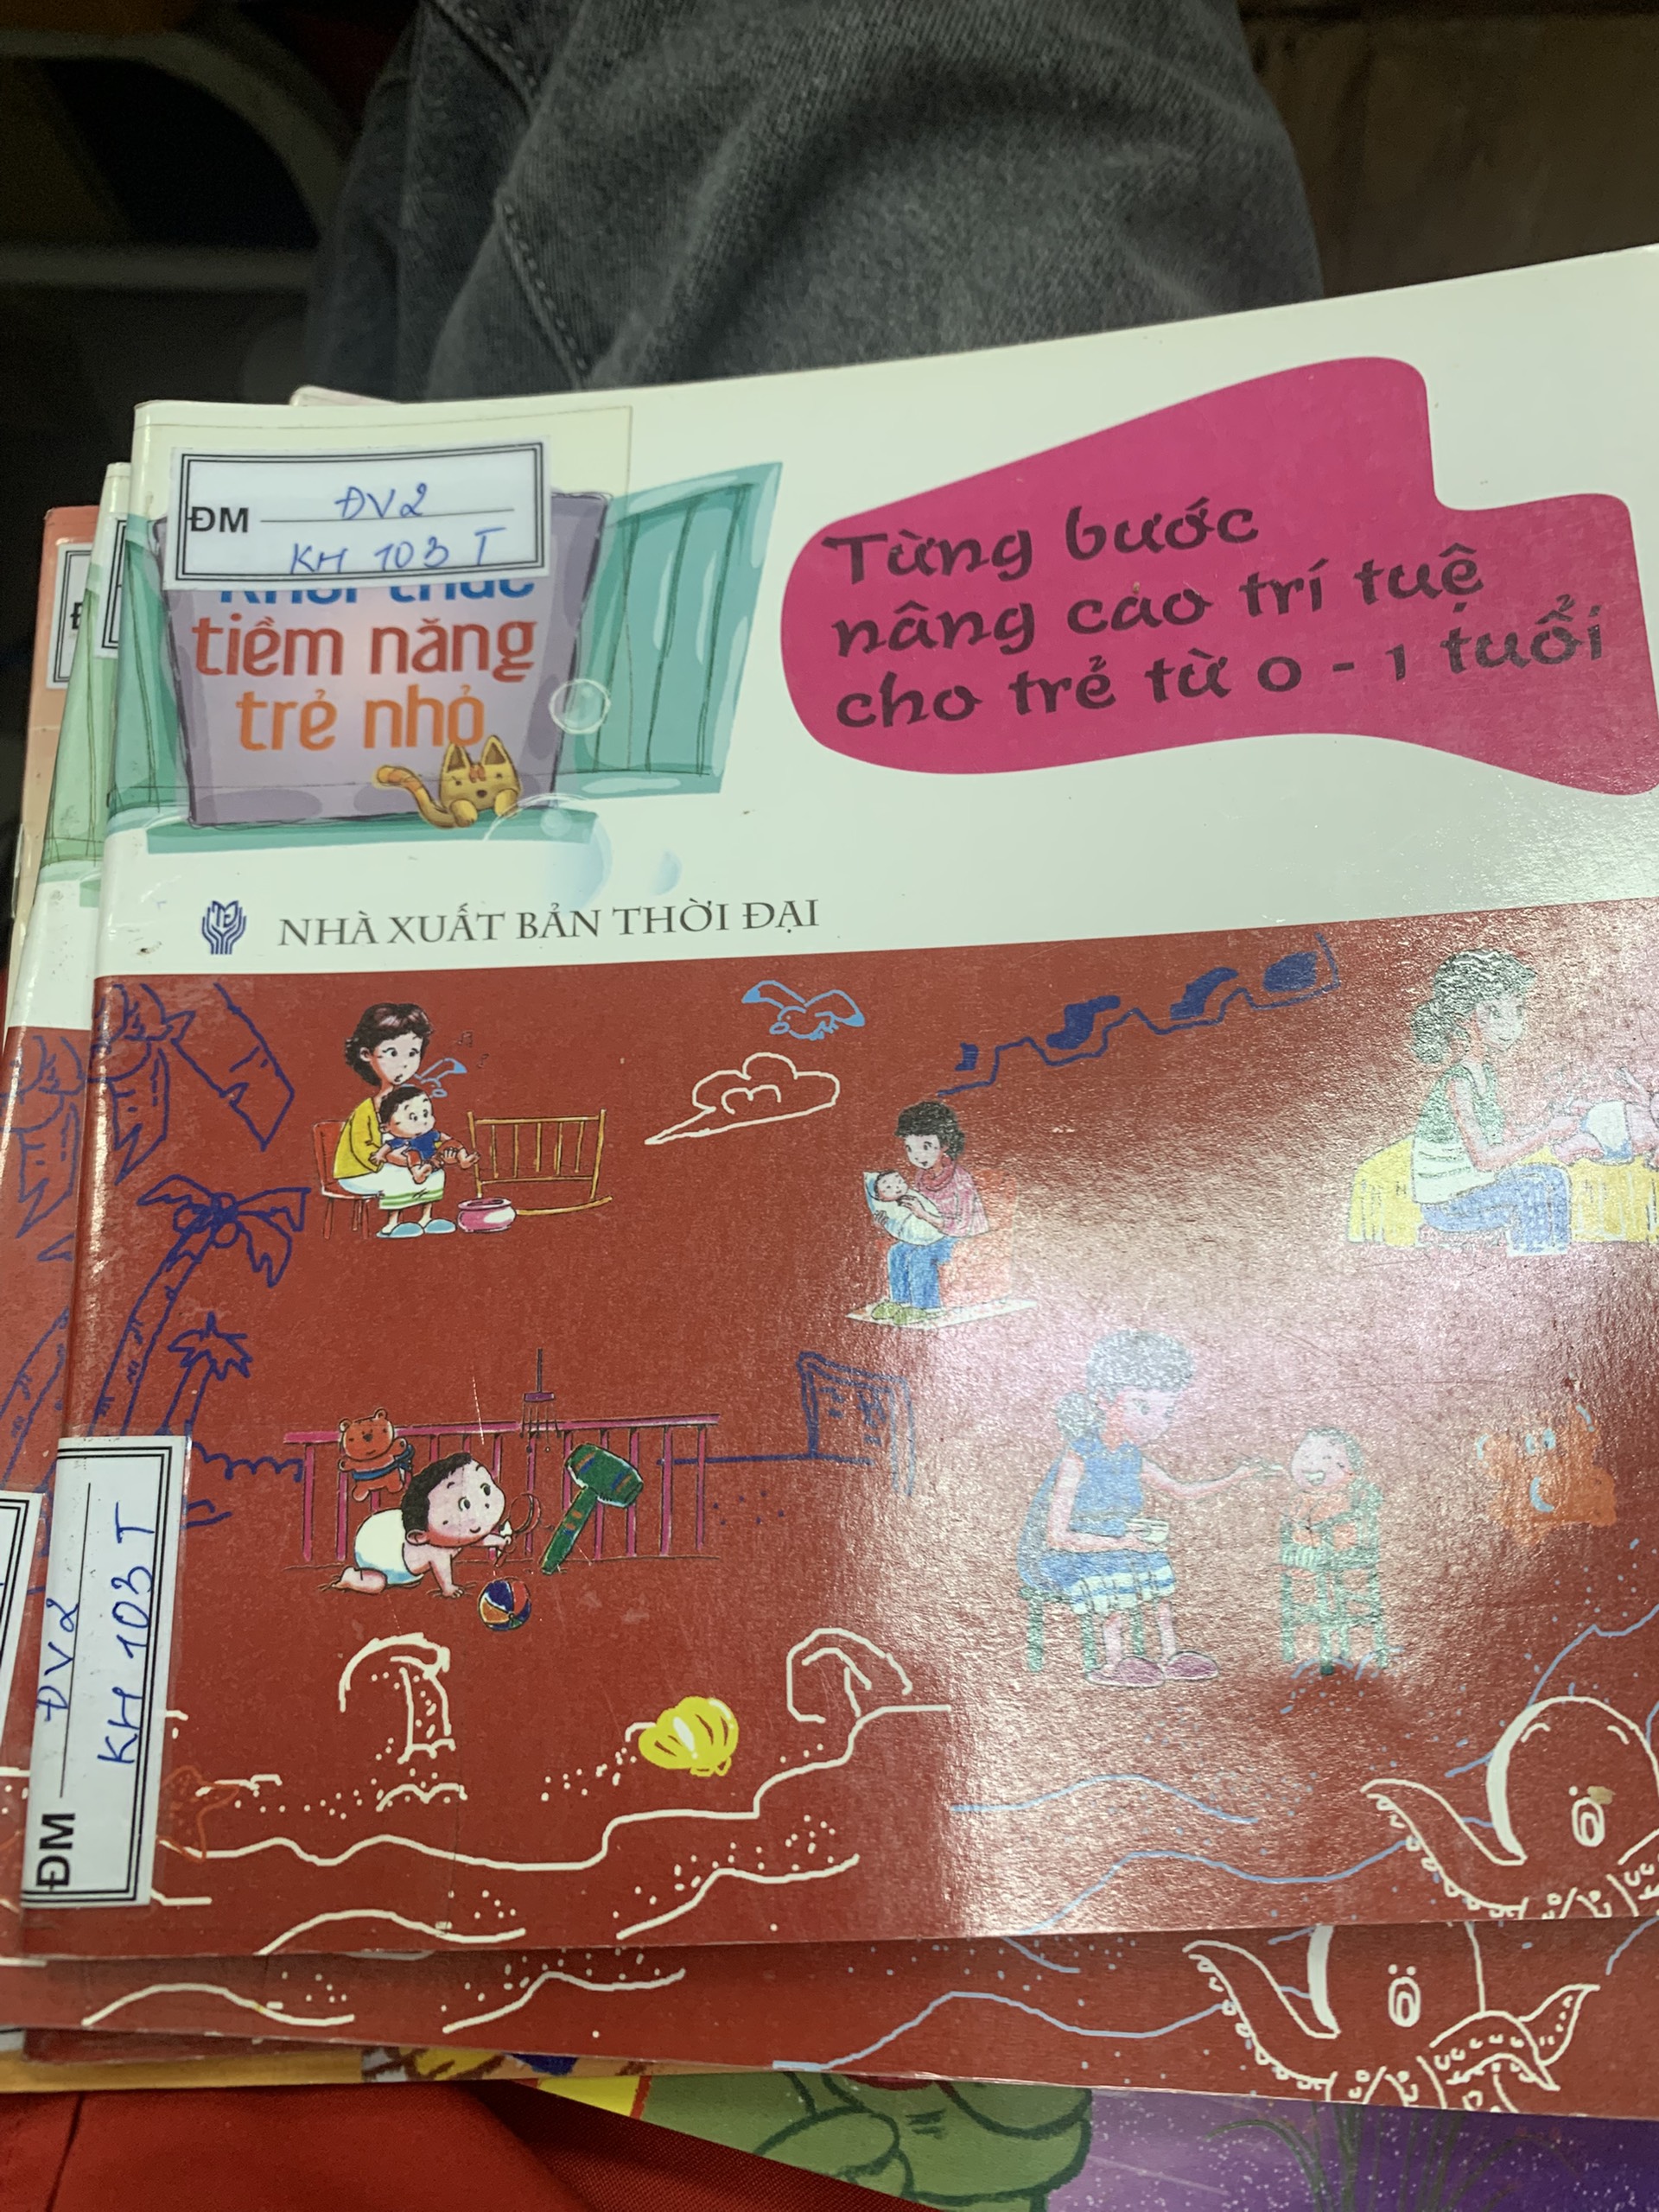 ĐM
ĐV2
KH 103 T
tiềm năng
trẻ nhỏ
Từng bước
nâng cao trí tuệ
cho trẻ từ 0 - 1 tuổi
NHÀ XUẤT BẢN THỜI ĐẠI
ĐM
ĐV2
KH 103 T